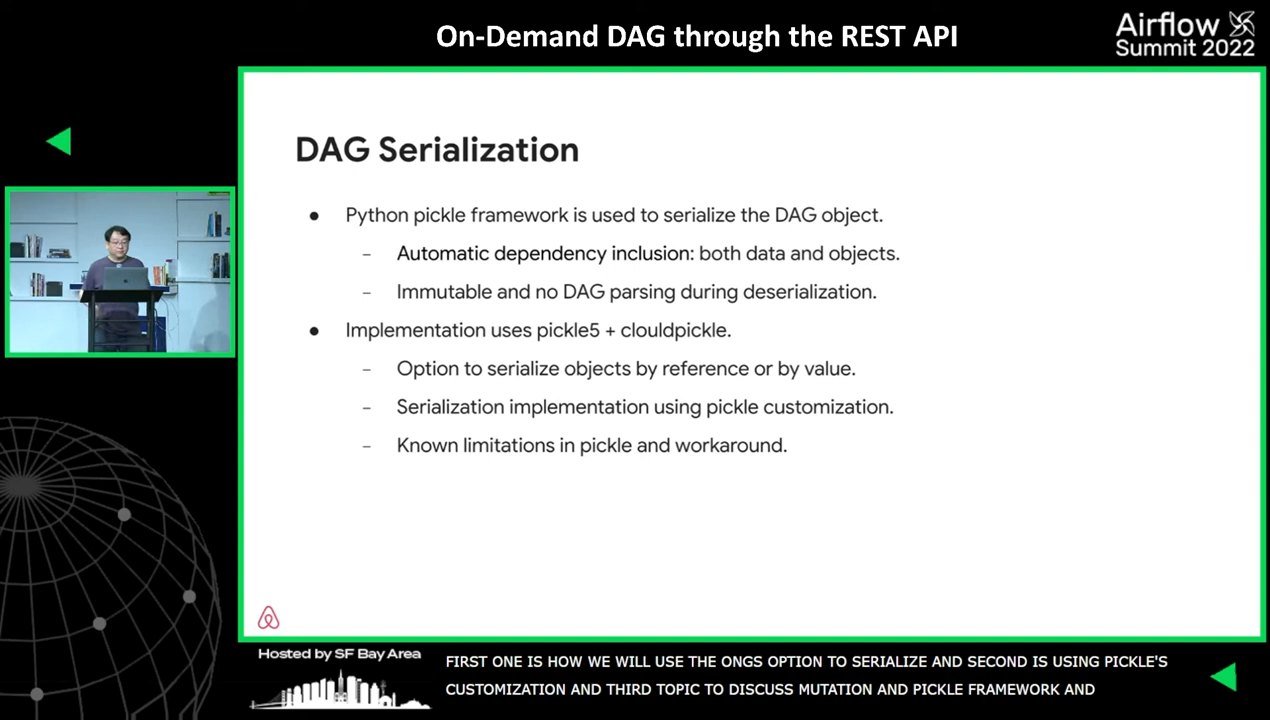 On-Demand DAG through the REST API
Airflow
Summit 2022
DAG Serialization
● Python pickle framework is used to serialize the DAG object.
– Automatic dependency inclusion: both data and objects.
– Immutable and no DAG parsing during deserialization.
● Implementation uses pickle5 + clouldpickle.
– Option to serialize objects by reference or by value.
– Serialization implementation using pickle customization.
– Known limitations in pickle and workaround.
Hosted by SF Bay Area
FIRST ONE IS HOW WE WILL USE THE ONGS OPTION TO SERIALIZE AND SECOND IS USING PICKLE'S
CUSTOMIZATION AND THIRD TOPIC TO DISCUSS MUTATION AND PICKLE FRAMEWORK AND